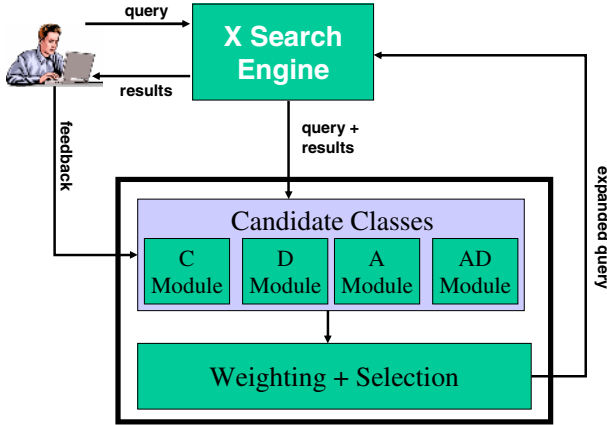 query
X Search
Engine
results
query +
results
feedback
expanded query
Candidate Classes
C
Module
D
Module
A
Module
AD
Module
Weighting + Selection